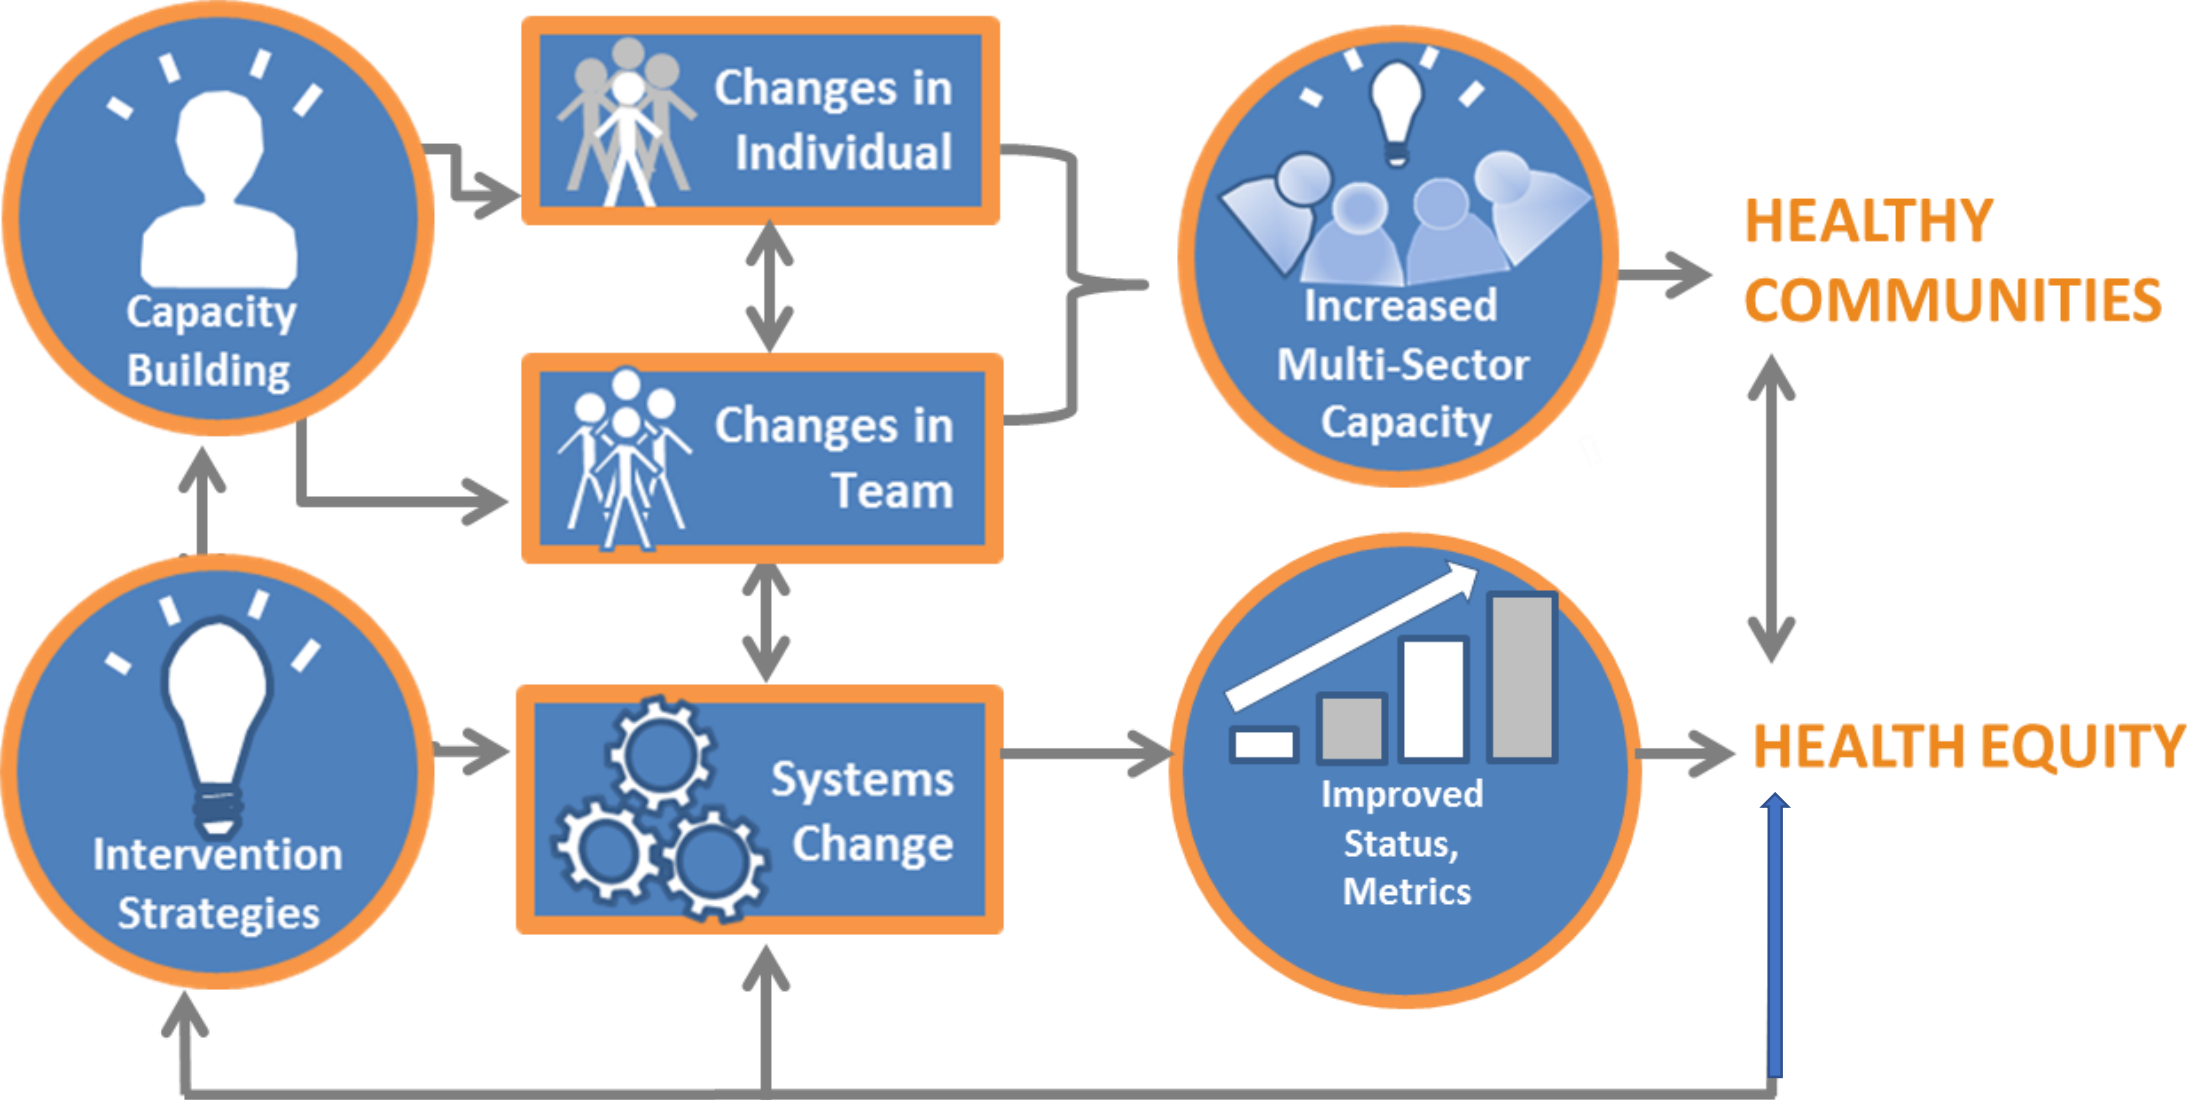 Capacity
Building
Changes in
Individual
Changes in
Team
Increased
Multi-Sector
Capacity
HEALTHY
COMMUNITIES
Intervention
Strategies
Systems
Change
Improved
Status,
Metrics
HEALTH EQUITY